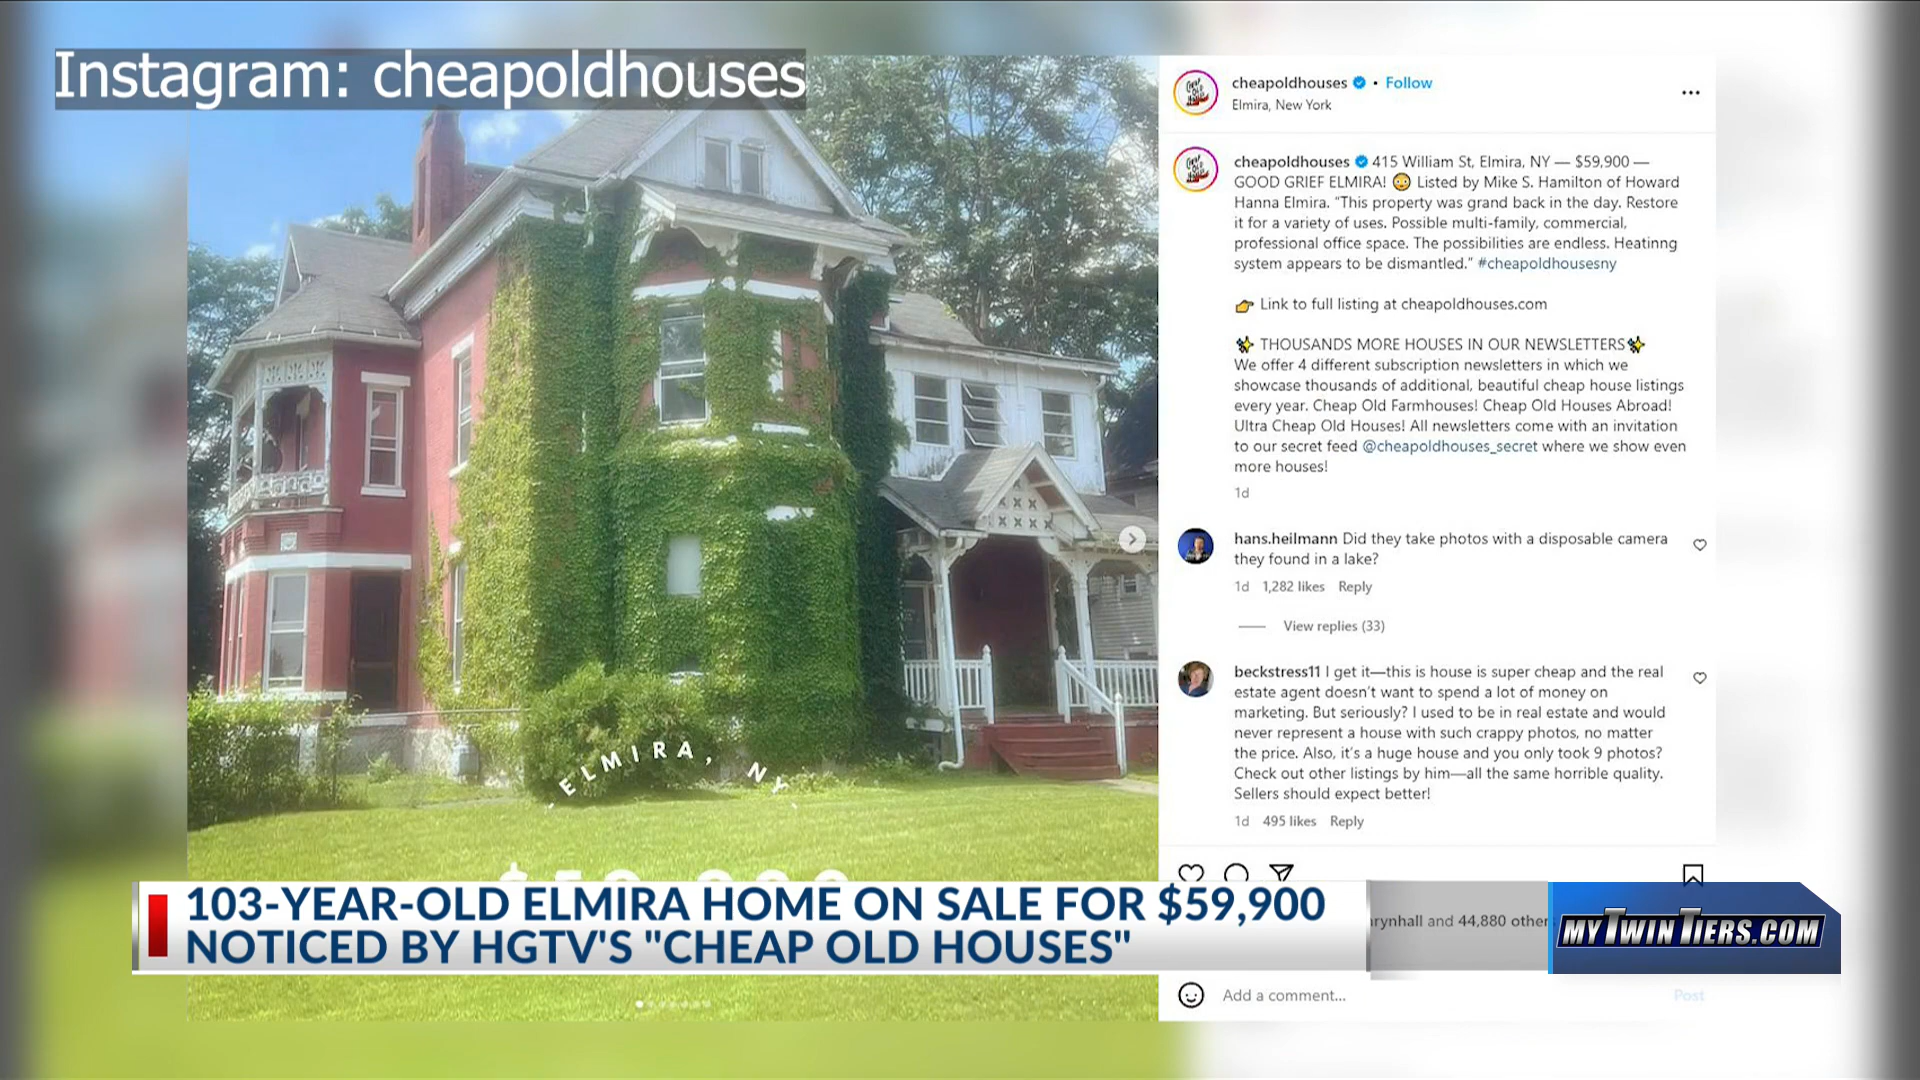 Instagram: cheapoldhouses
cheapoldhouses • Follow
Elmira, New York
cheapoldhouses 415 William St, Elmira, NY — $59,900 —
GOOD GRIEF ELMIRA! 😳 Listed by Mike S. Hamilton of Howard
Hanna Elmira. “This property was grand back in the day. Restore
it for a variety of uses. Possible multi-family, commercial,
professional office space. The possibilities are endless. Heatinng
system appears to be dismantled.” #cheapoldhousesny
👉 Link to full listing at cheapoldhouses.com
✨ THOUSANDS MORE HOUSES IN OUR NEWSLETTERS✨
We offer 4 different subscription newsletters in which we
showcase thousands of additional, beautiful cheap house listings
every year. Cheap Old Farmhouses! Cheap Old Houses Abroad!
Ultra Cheap Old Houses! All newsletters come with an invitation
to our secret feed @cheapoldhouses_secret where we show even
more houses!
1d
hans.heilmann Did they take photos with a disposable camera
they found in a lake?
1d 1,282 likes Reply
View replies (33)
beckstress11 I get it—this is house is super cheap and the real
estate agent doesn’t want to spend a lot of money on
marketing. But seriously? I used to be in real estate and would
never represent a house with such crappy photos, no matter
the price. Also, it’s a huge house and you only took 9 photos?
Check out other listings by him—all the same horrible quality.
Sellers should expect better!
1d 495 likes Reply
ELMIRA, NY
103-YEAR-OLD ELMIRA HOME ON SALE FOR $59,900
NOTICED BY HGTV'S "CHEAP OLD HOUSES"
rynhall and 44,880 other
MYTWINTIERS.COM
Add a comment...
Post